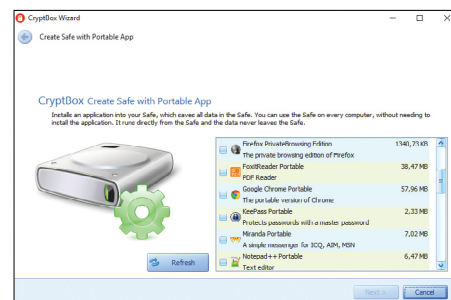 CryptBox Wizard
Create Safe with Portable App
CryptBox Create Safe with Portable App
Installs an application into your Safe, which saves all data in the Safe. You can use the Safe on every computer, without needing to
install the application. It runs directly from the Safe and the data never leaves the Safe.
Firefox PrivateBrowsing Edition 1340,73 KB
The private browsing edition of Firefox
FoxitReader Portable 38,47 MB
PDF Reader
Google Chrome Portable 57,96 MB
The portable version of Chrome
KeePass Portable 2,33 MB
Protects passwords with a master password
Miranda Portable 7,02 MB
A simple messenger for ICQ, AIM, MSN
Notepad++ Portable 6,47 MB
Text editor
Refresh
Next > Cancel